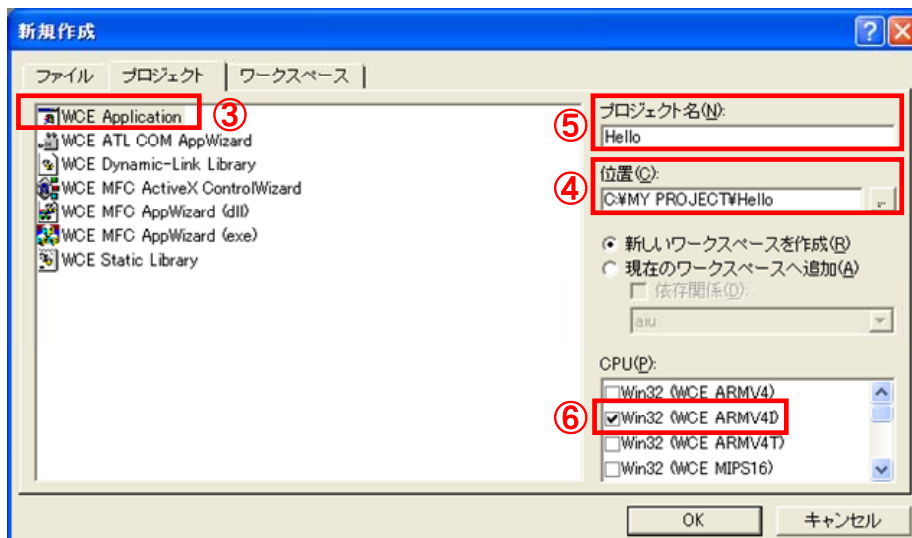 新規作成
ファイル プロジェクト ワークスペース
WCE Application
③
WCE ATL COM AppWizard
WCE Dynamic-Link Library
WCE MFC ActiveX ControlWizard
WCE MFC AppWizard (dll)
WCE MFC AppWizard (exe)
WCE Static Library
⑤
プロジェクト名(N):
Hello
④
位置(C):
C:¥MY PROJECT¥Hello
...
新しいワークスペースを作成(R)
現在のワークスペースへ追加(A)
依存関係(D):
aiu
CPU(P):
Win32 (WCE ARMV4)
⑥
Win32 (WCE ARMV4I)
Win32 (WCE ARMV4T)
Win32 (WCE MIPS16)
OK キャンセル